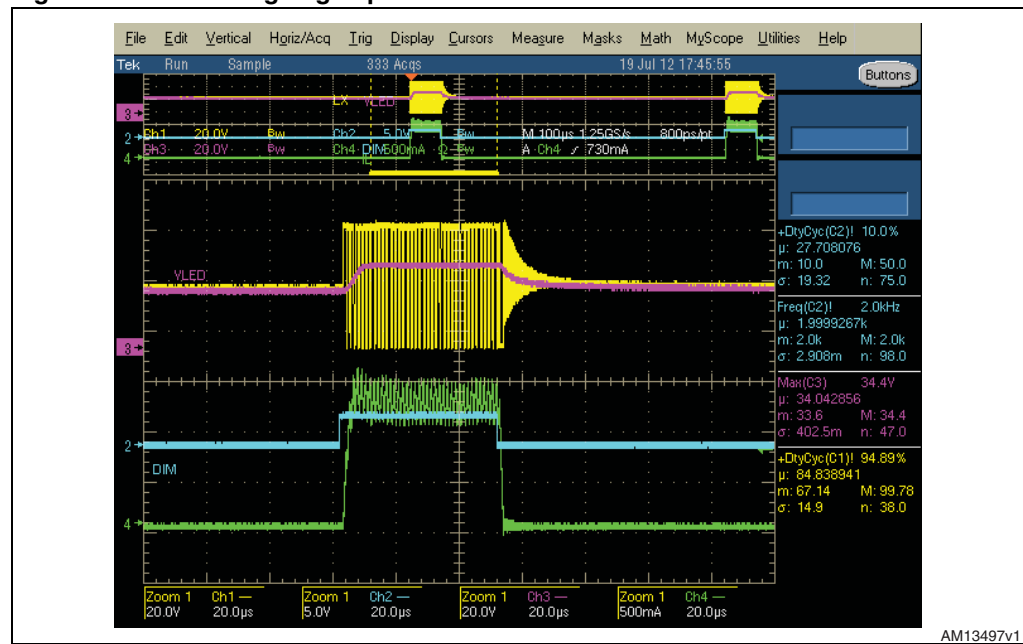 File Edit Vertical Horiz/Acq Trig Display Cursors Measure Masks Math MyScope Utilities Help
Tek Run Sample 333 Acqs 19 Jul 12 17:45:55
Buttons
LX VLED
3
Ch1 20.0V Bw Ch2 5.0V Bw M 100µs 1.25GS/s 800ps/pt
2
Ch3 20.0V Bw Ch4 500mA Ω Bw A Ch4 730mA
DIM
4
+DtyCyc(C2)! 10.0%
µ: 27.708076
m: 10.0 M: 50.0
σ: 19.32 n: 75.0
Freq(C2)! 2.0kHz
µ: 1.9999267k
m: 2.0k M: 2.0k
σ: 2.908m n: 98.0
Max(C3) 34.4V
µ: 34.042856
m: 33.6 M: 34.4
σ: 402.5m n: 47.0
+DtyCyc(C1)! 94.89%
µ: 84.838941
m: 67.14 M: 99.78
σ: 14.9 n: 38.0
VLED
3
2
DIM
4
Zoom 1 Ch1 Zoom 1 Ch2 Zoom 1 Ch3 Zoom 1 Ch4
20.0V 20.0µs 5.0V 20.0µs 20.0V 20.0µs 500mA 20.0µs
AM13497v1